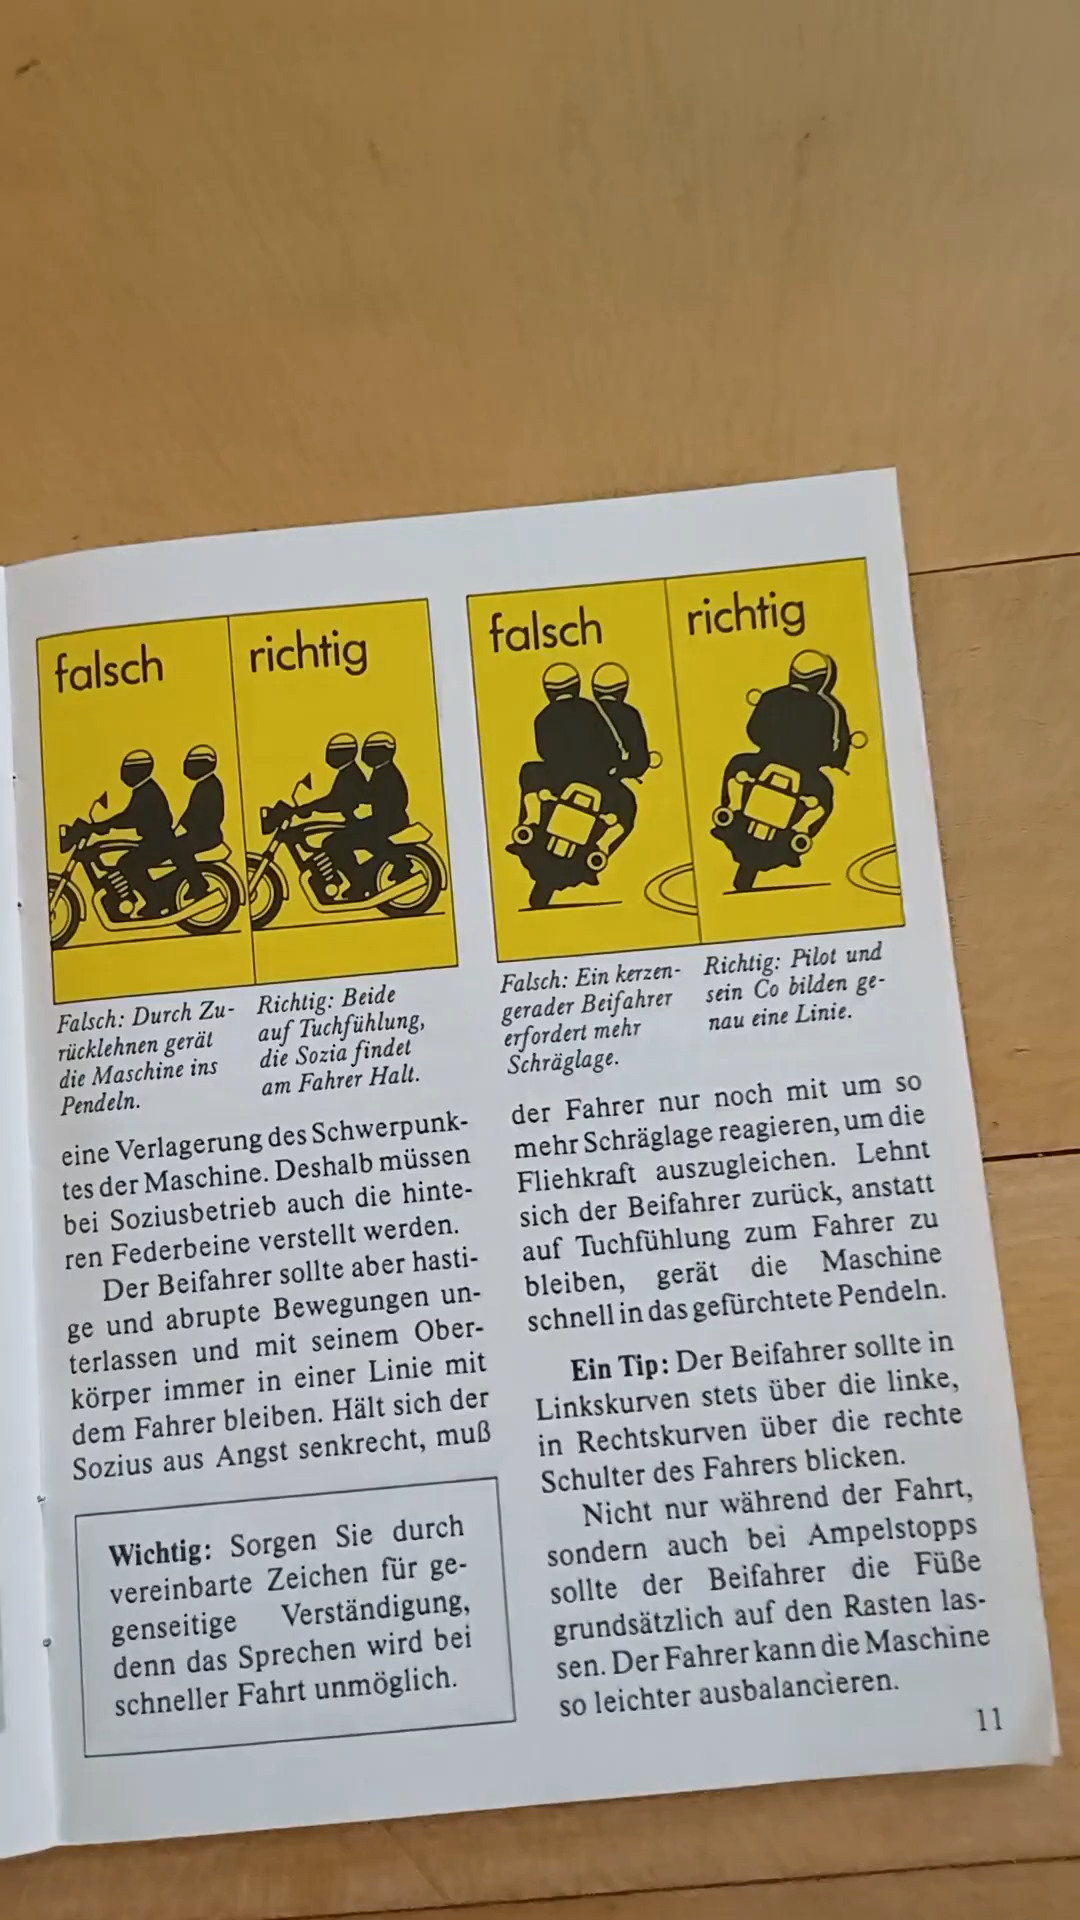 falsch
richtig
Falsch: Durch Zu-
rücklehnen gerät
die Maschine ins
Pendeln.
Richtig: Beide
auf Tuchfühlung,
die Sozia findet
am Fahrer Halt.
eine Verlagerung des Schwerpunk-
tes der Maschine. Deshalb müssen
bei Soziusbetrieb auch die hinte-
ren Federbeine verstellt werden.
Der Beifahrer sollte aber hasti-
ge und abrupte Bewegungen un-
terlassen und mit seinem Ober-
körper immer in einer Linie mit
dem Fahrer bleiben. Hält sich der
Sozius aus Angst senkrecht, muß
Wichtig: Sorgen Sie durch
vereinbarte Zeichen für ge-
genseitige Verständigung,
denn das Sprechen wird bei
schneller Fahrt unmöglich.
falsch
richtig
Falsch: Ein kerzen-
gerader Beifahrer
erfordert mehr
Schräglage.
Richtig: Pilot und
sein Co bilden ge-
nau eine Linie.
der Fahrer nur noch mit um so
mehr Schräglage reagieren, um die
Fliehkraft auszugleichen. Lehnt
sich der Beifahrer zurück, anstatt
auf Tuchfühlung zum Fahrer zu
bleiben, gerät die Maschine
schnell in das gefürchtete Pendeln.
Ein Tip: Der Beifahrer sollte in
Linkskurven stets über die linke,
in Rechtskurven über die rechte
Schulter des Fahrers blicken.
Nicht nur während der Fahrt,
sondern auch bei Ampelstopps
sollte der Beifahrer die Füße
grundsätzlich auf den Rasten las-
sen. Der Fahrer kann die Maschine
so leichter ausbalancieren.
11